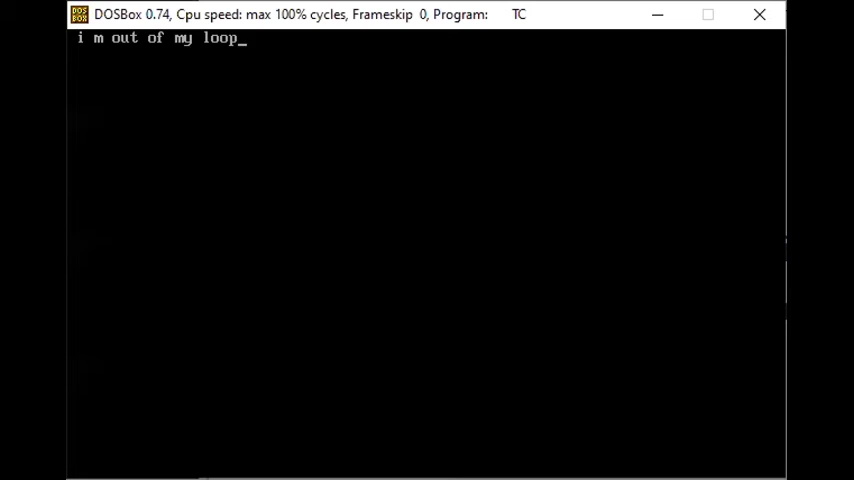 DOSBox 0.74, Cpu speed: max 100% cycles, Frameskip 0, Program: TC
i m out of my loop_